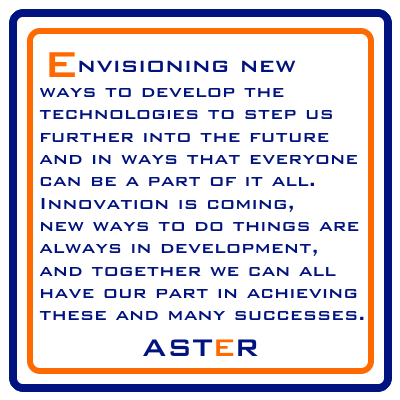 Envisioning new
ways to develop the
technologies to step us
further into the future
and in ways that everyone
can be a part of it all.
Innovation is coming,
new ways to do things are
always in development,
and together we can all
have our part in achieving
these and many successes.
ASTER